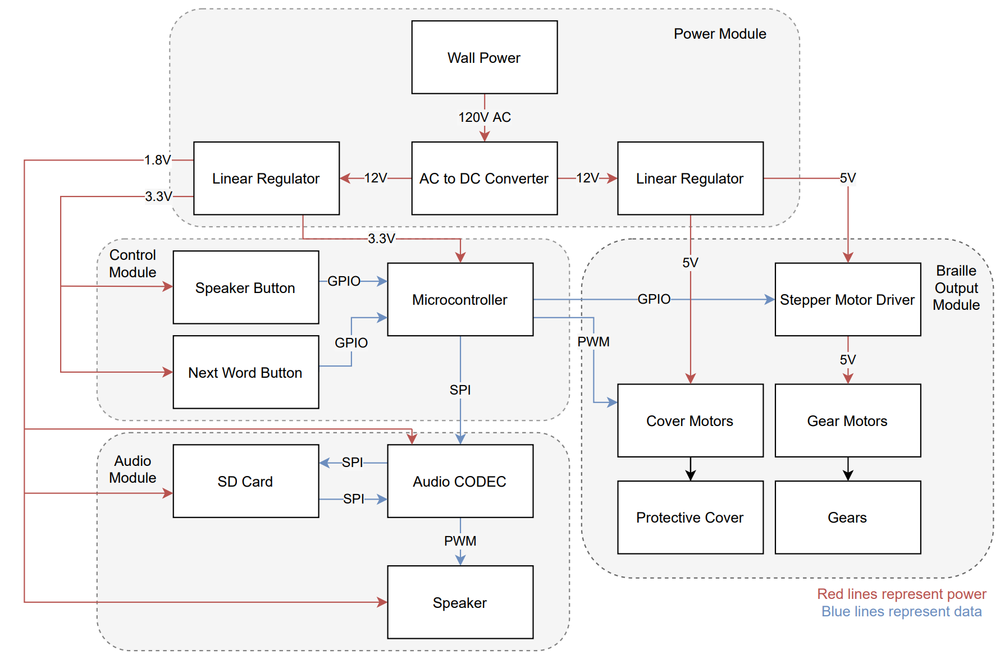 Power Module
Wall Power
120V AC
1.8V
Linear Regulator
12V
AC to DC Converter
12V
Linear Regulator
5V
3.3V
3.3V
Control
Module
Speaker Button
GPIO
Microcontroller
GPIO
Next Word Button
SPI
5V
GPIO
Stepper Motor Driver
Braille
Output
Module
PWM
5V
Cover Motors
Gear Motors
Protective Cover
Gears
Audio
Module
SD Card
SPI
SPI
Audio CODEC
PWM
Speaker
Red lines represent power
Blue lines represent data